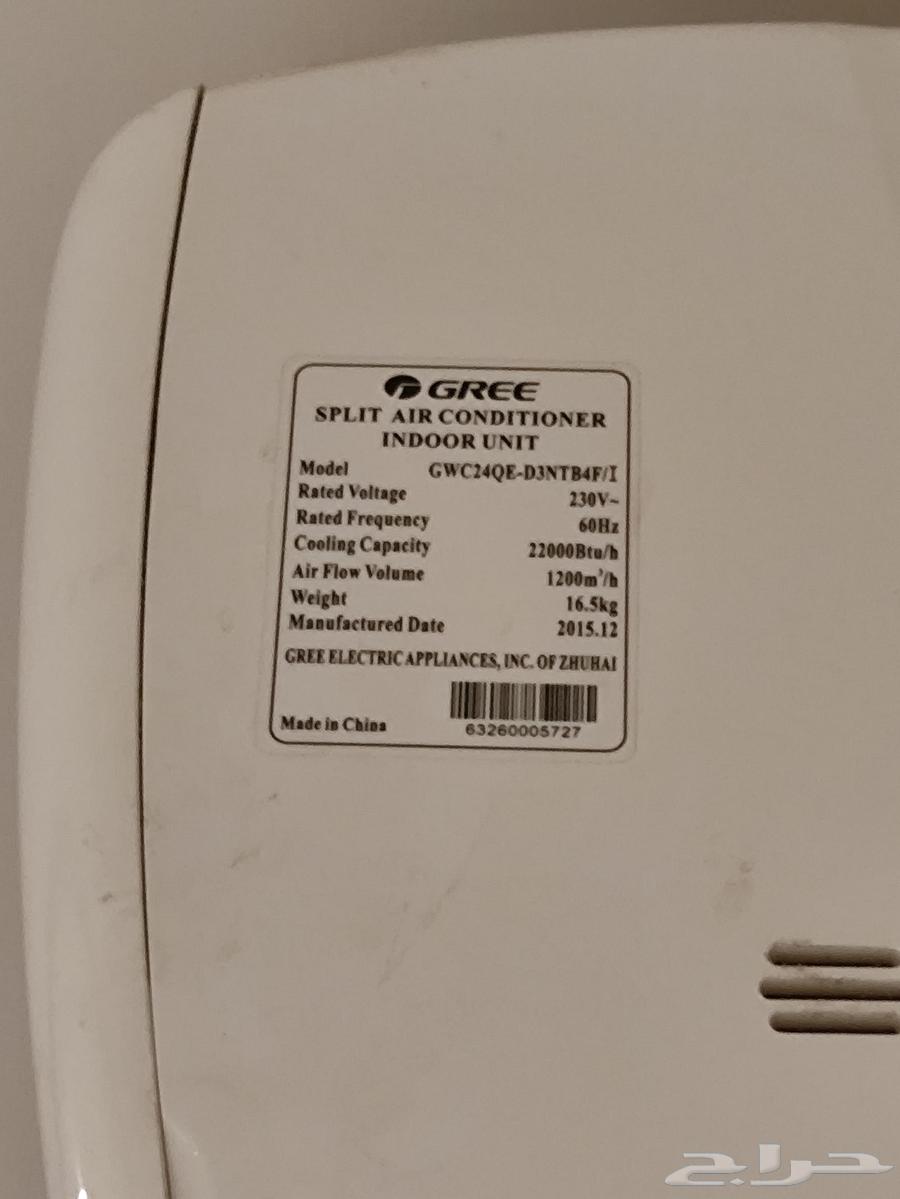 GREE
SPLIT AIR CONDITIONER
INDOOR UNIT
Model GWC24QE-D3NTB4F/I
Rated Voltage 230V~
Rated Frequency 60Hz
Cooling Capacity 22000Btu/h
Air Flow Volume 1200m³/h
Weight 16.5kg
Manufactured Date 2015.12
GREE ELECTRIC APPLIANCES, INC. OF ZHUHAI
Made in China 63260005727
حراج